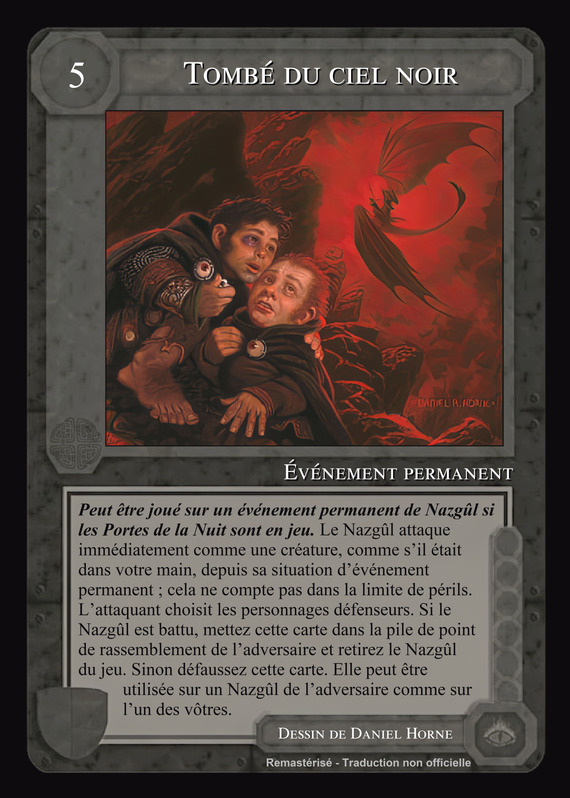 5
Tombé du ciel noir
DANIEL R. HORNE
Événement permanent
Peut être joué sur un événement permanent de Nazgûl si
les Portes de la Nuit sont en jeu. Le Nazgûl attaque
immédiatement comme une créature, comme s'il était
dans votre main, depuis sa situation d'événement
permanent ; cela ne compte pas dans la limite de périls.
L'attaquant choisit les personnages défenseurs. Si le
Nazgûl est battu, mettez cette carte dans la pile de point
de rassemblement de l'adversaire et retirez le Nazgûl
du jeu. Sinon défaussez cette carte. Elle peut être
utilisée sur un Nazgûl de l'adversaire comme sur
l'un des vôtres.
Dessin de Daniel Horne
Remastérisé - Traduction non officielle